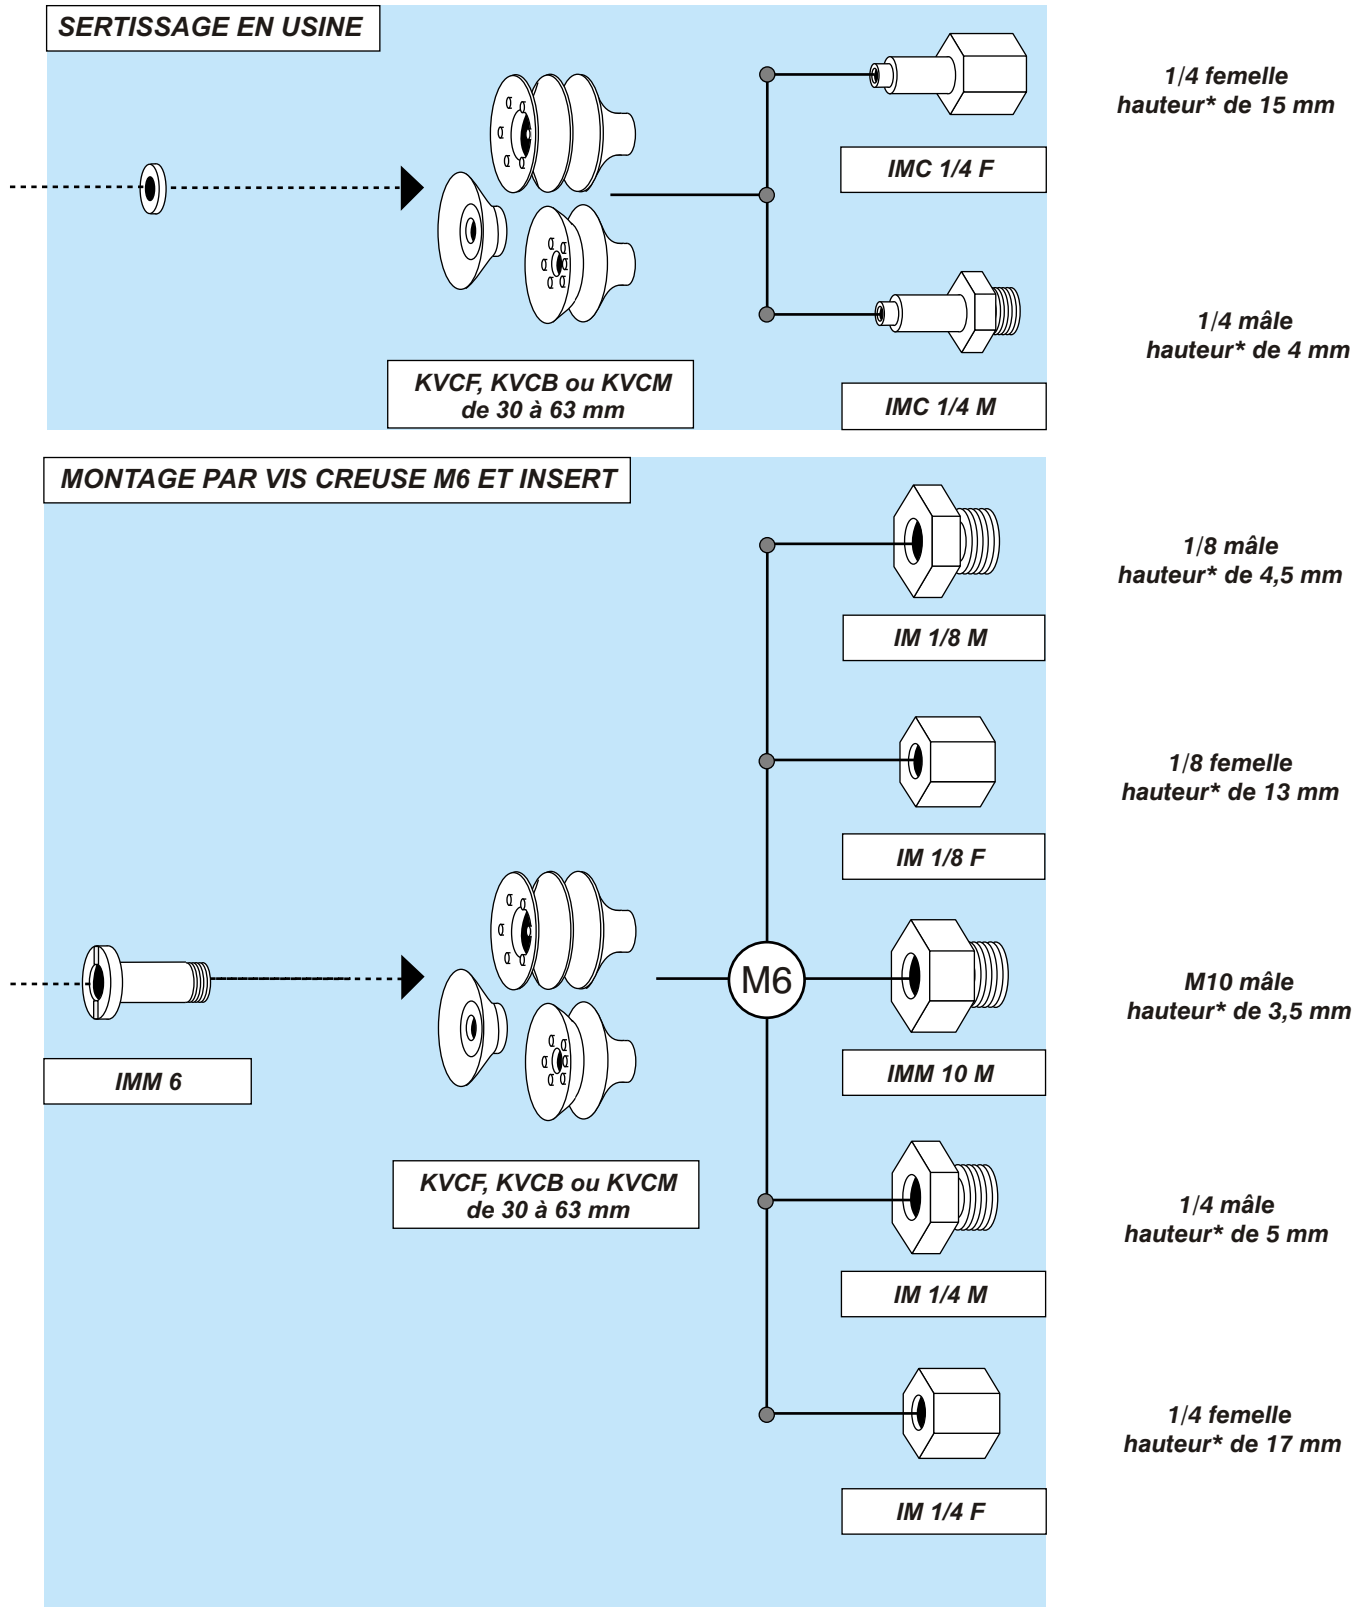 SERTISSAGE EN USINE
1/4 femelle
hauteur* de 15 mm
IMC 1/4 F
1/4 mâle
hauteur* de 4 mm
KVCF, KVCB ou KVCM
de 30 à 63 mm
IMC 1/4 M
MONTAGE PAR VIS CREUSE M6 ET INSERT
1/8 mâle
hauteur* de 4,5 mm
IM 1/8 M
1/8 femelle
hauteur* de 13 mm
IM 1/8 F
M6
M10 mâle
hauteur* de 3,5 mm
IMM 6
IMM 10 M
KVCF, KVCB ou KVCM
de 30 à 63 mm
1/4 mâle
hauteur* de 5 mm
IM 1/4 M
1/4 femelle
hauteur* de 17 mm
IM 1/4 F